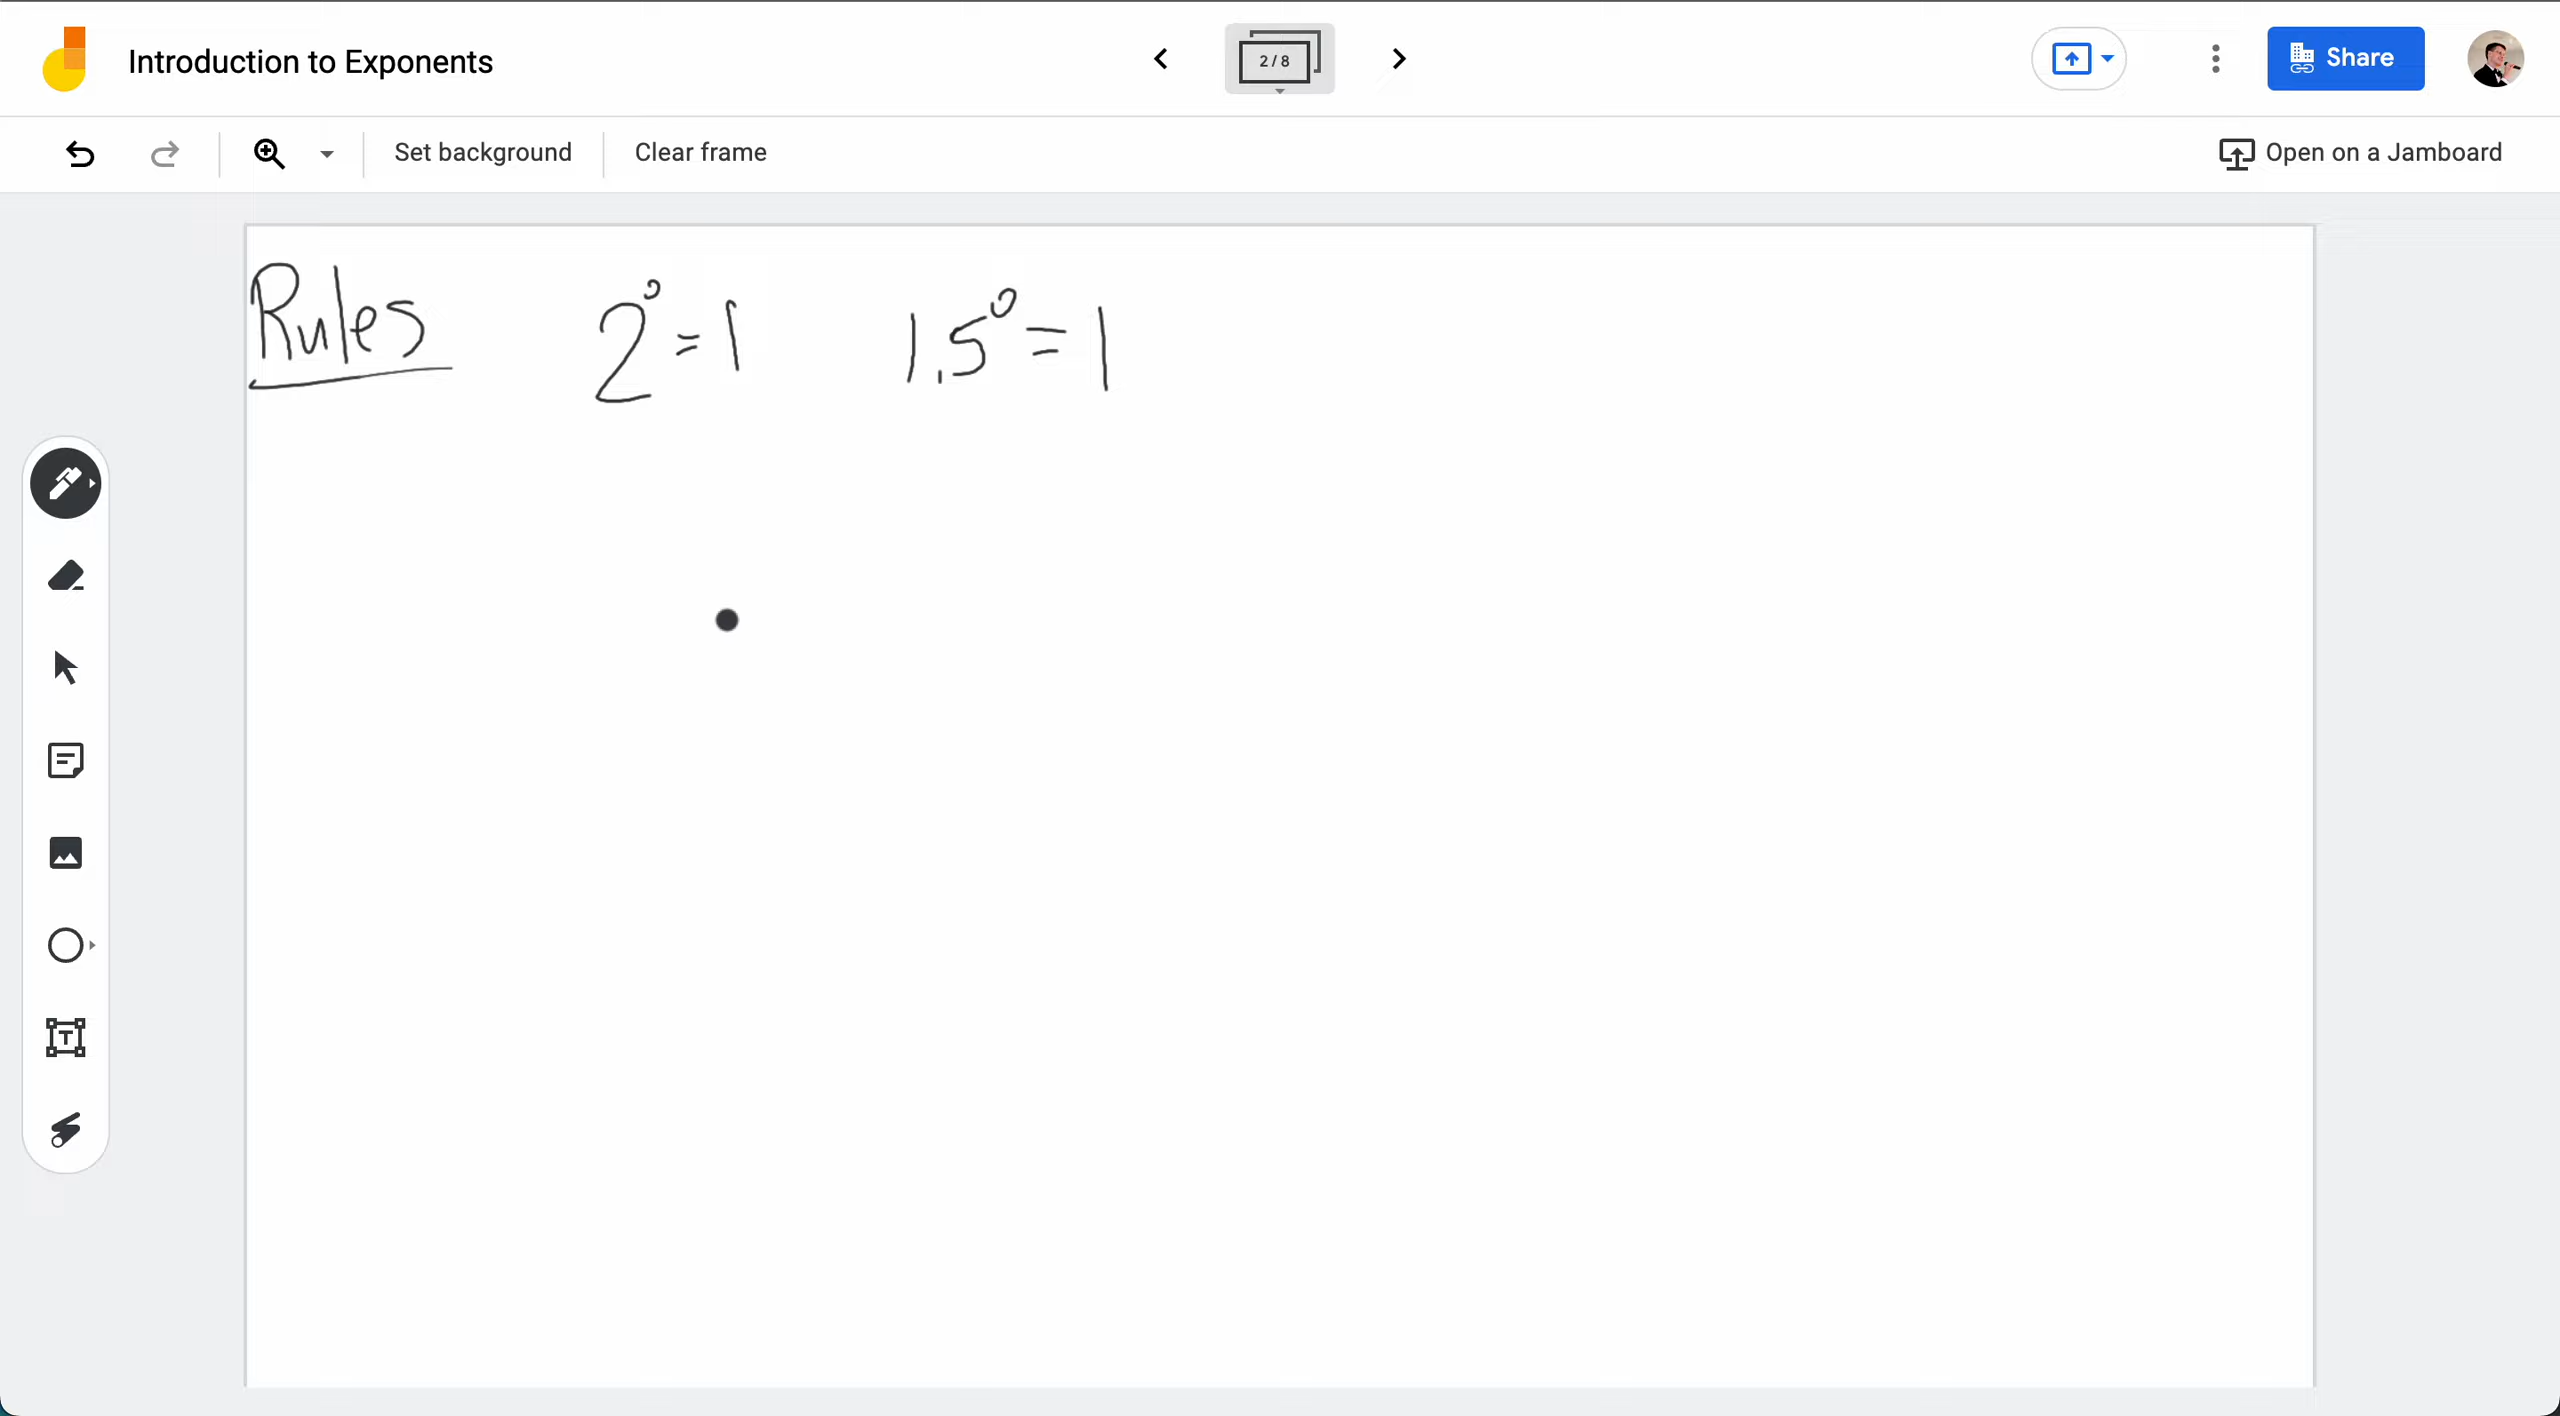 Introduction to Exponents
2 / 8
Share
Set background
Clear frame
Open on a Jamboard
Rules 2⁰ = 1 1.5⁰ = 1